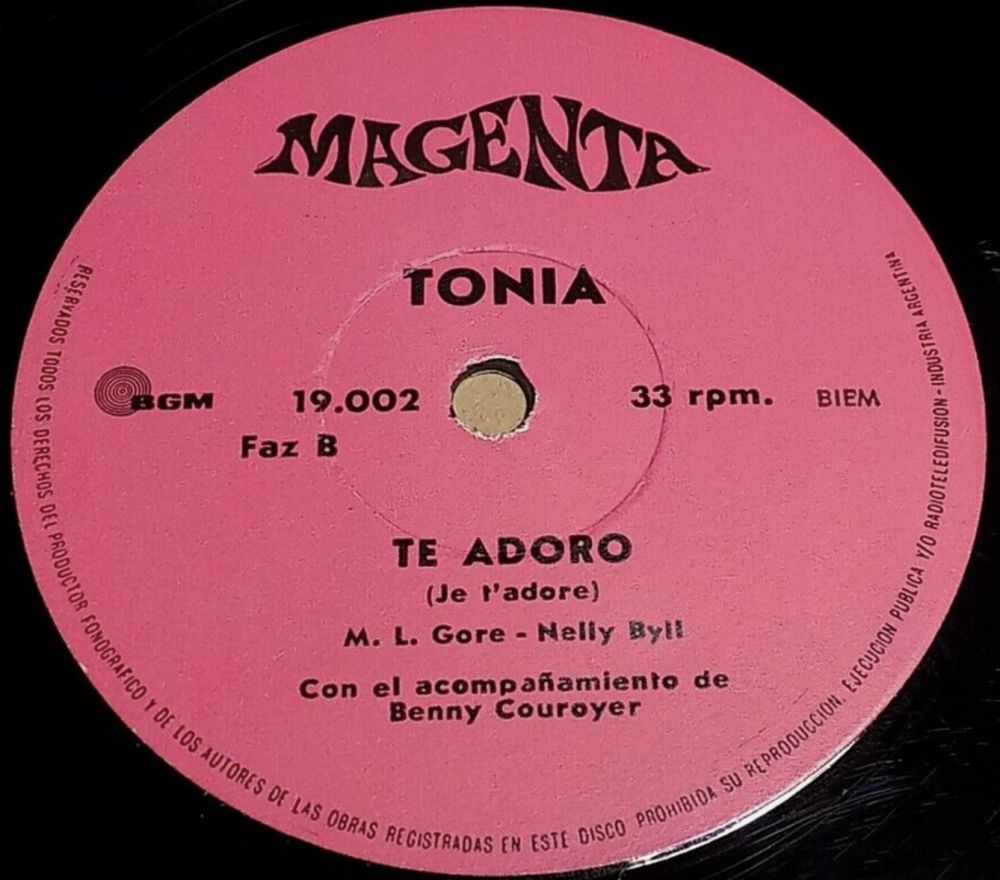 MAGENTA
TONIA
BGM 19.002 33 rpm. BIEM
Faz B
TE ADORO
(Je t'adore)
M. L. Gore - Nelly Byll
Con el acompañamiento de
Benny Couroyer
RESERVADOS TODOS LOS DERECHOS DEL PRODUCTOR FONOGRAFICO Y DE LOS AUTORES DE LAS OBRAS REGISTRADAS EN ESTE DISCO PROHIBIDA SU REPRODUCCION, EJECUCION PUBLICA Y/O RADIOTELEDIFUSION - INDUSTRIA ARGENTINA